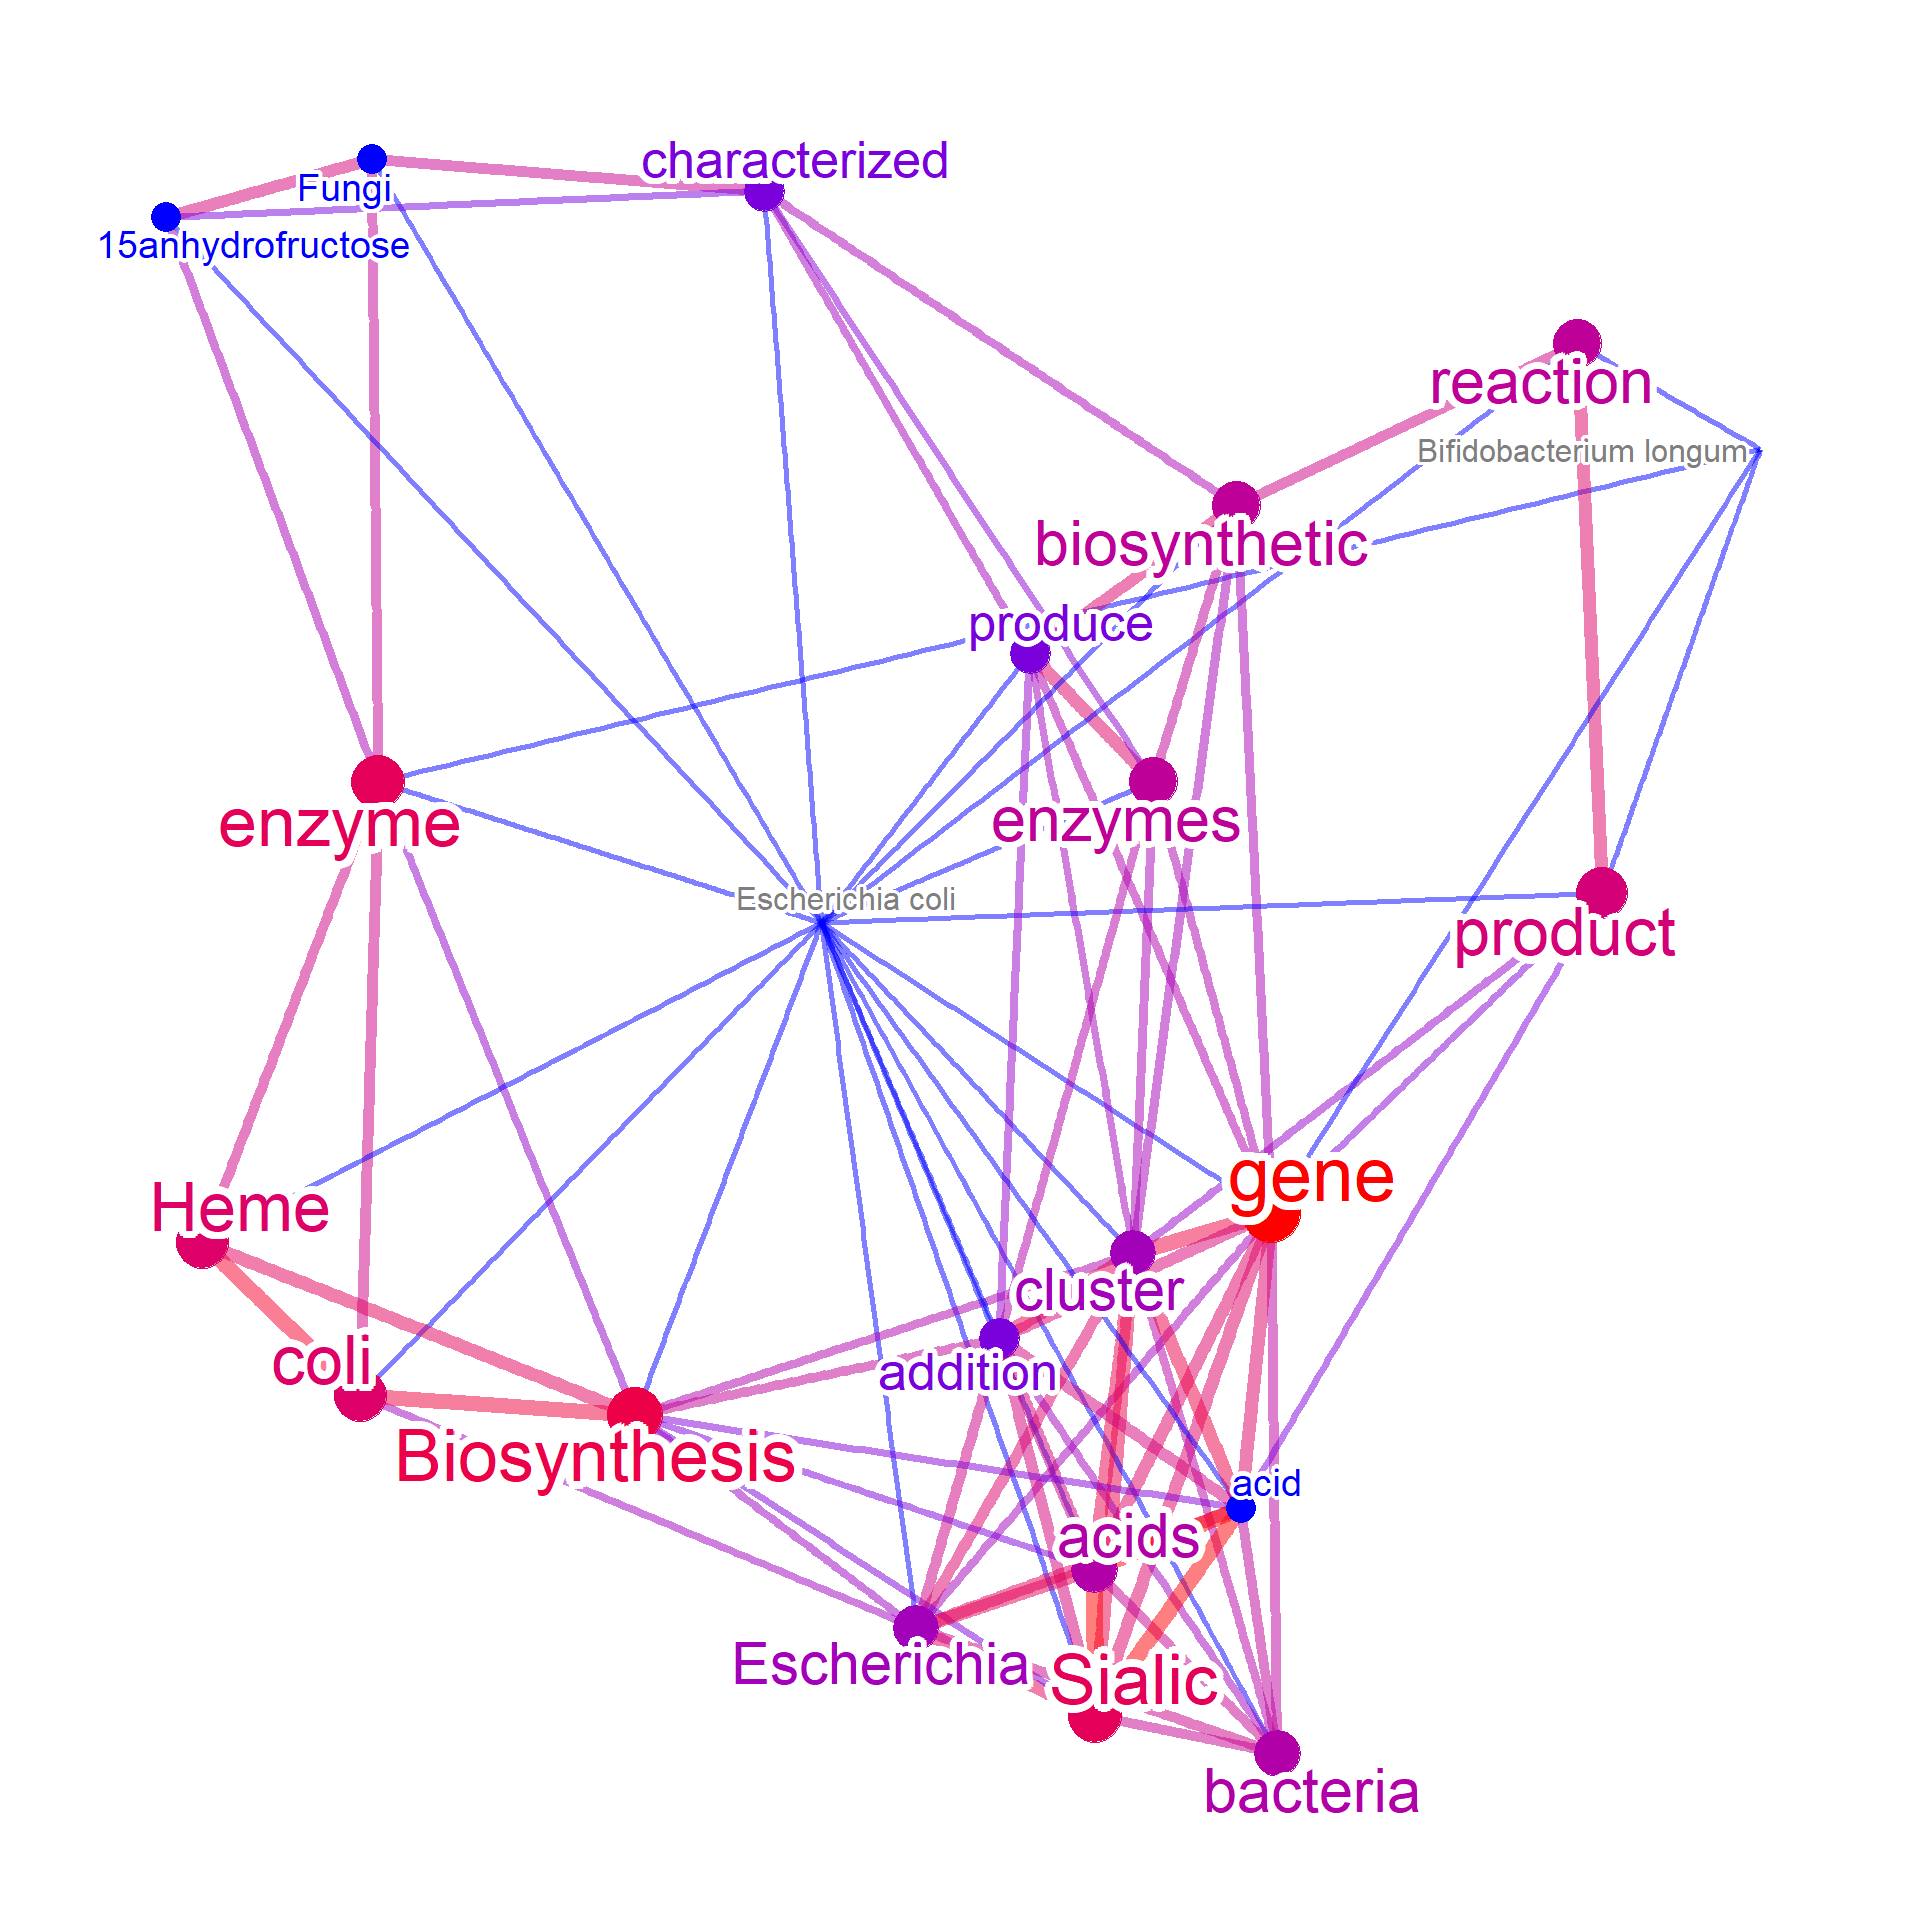 characterized
Fungi
15anhydrofructose
reaction
Bifidobacterium longum
biosynthetic
produce
enzymes
enzyme
Escherichia coli
product
gene
Heme
cluster
coli
addition
Biosynthesis
acid
acids
Escherichia
Sialic
bacteria